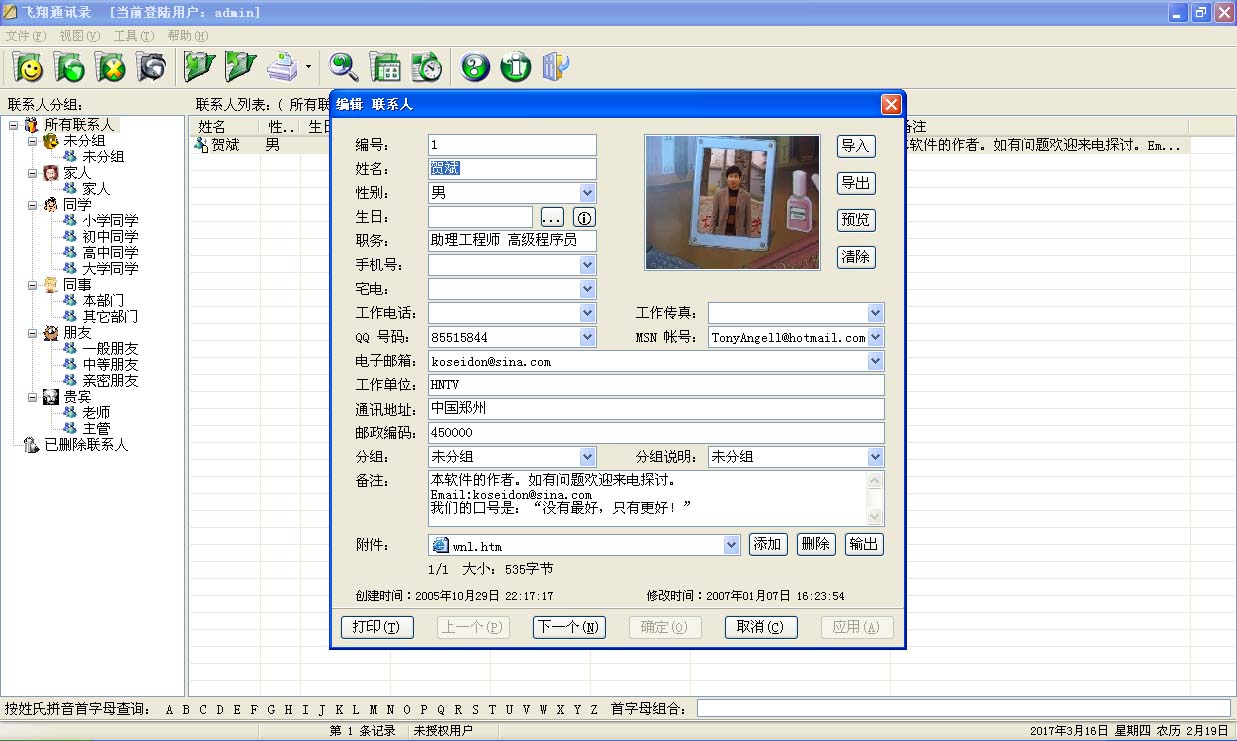 飞翔通讯录 [当前登陆用户: admin]
文件(F) 视图(V) 工具(T) 帮助(H)
联系人分组:
联系人列表:( 所有联
所有联系人
未分组
未分组
家人
家人
同学
小学同学
初中同学
高中同学
大学同学
同事
本部门
其它部门
朋友
一般朋友
中等朋友
亲密朋友
贵宾
老师
主管
已删除联系人
姓名 性.. 生日 备注
贺斌 男 本软件的作者。如有问题欢迎来电探讨。Em...
编辑 联系人
编号: 1
姓名: 贺斌
性别: 男
生日: ...
职务: 助理工程师 高级程序员
手机号:
宅电:
导入
导出
预览
清除
工作电话: 工作传真:
QQ 号码: 85515844 MSN 帐号: TonyAngell@hotmail.com
电子邮箱: koseidon@sina.com
工作单位: HNTV
通讯地址: 中国郑州
邮政编码: 450000
分组: 未分组 分组说明: 未分组
备注: 本软件的作者。如有问题欢迎来电探讨。
Email:koseidon@sina.com
我们的口号是:“没有最好，只有更好！”
附件: wnl.htm 添加 删除 输出
1/1 大小: 535字节
创建时间:2005年10月29日 22:17:17 修改时间:2007年01月07日 16:23:54
打印(T) 上一个(P) 下一个(N) 确定(O) 取消(C) 应用(A)
按姓氏拼音首字母查询: A B C D E F G H I J K L M N O P Q R S T U V W X Y Z 首字母组合:
第 1 条记录 未授权用户 2017年3月16日 星期四 农历 2月19日